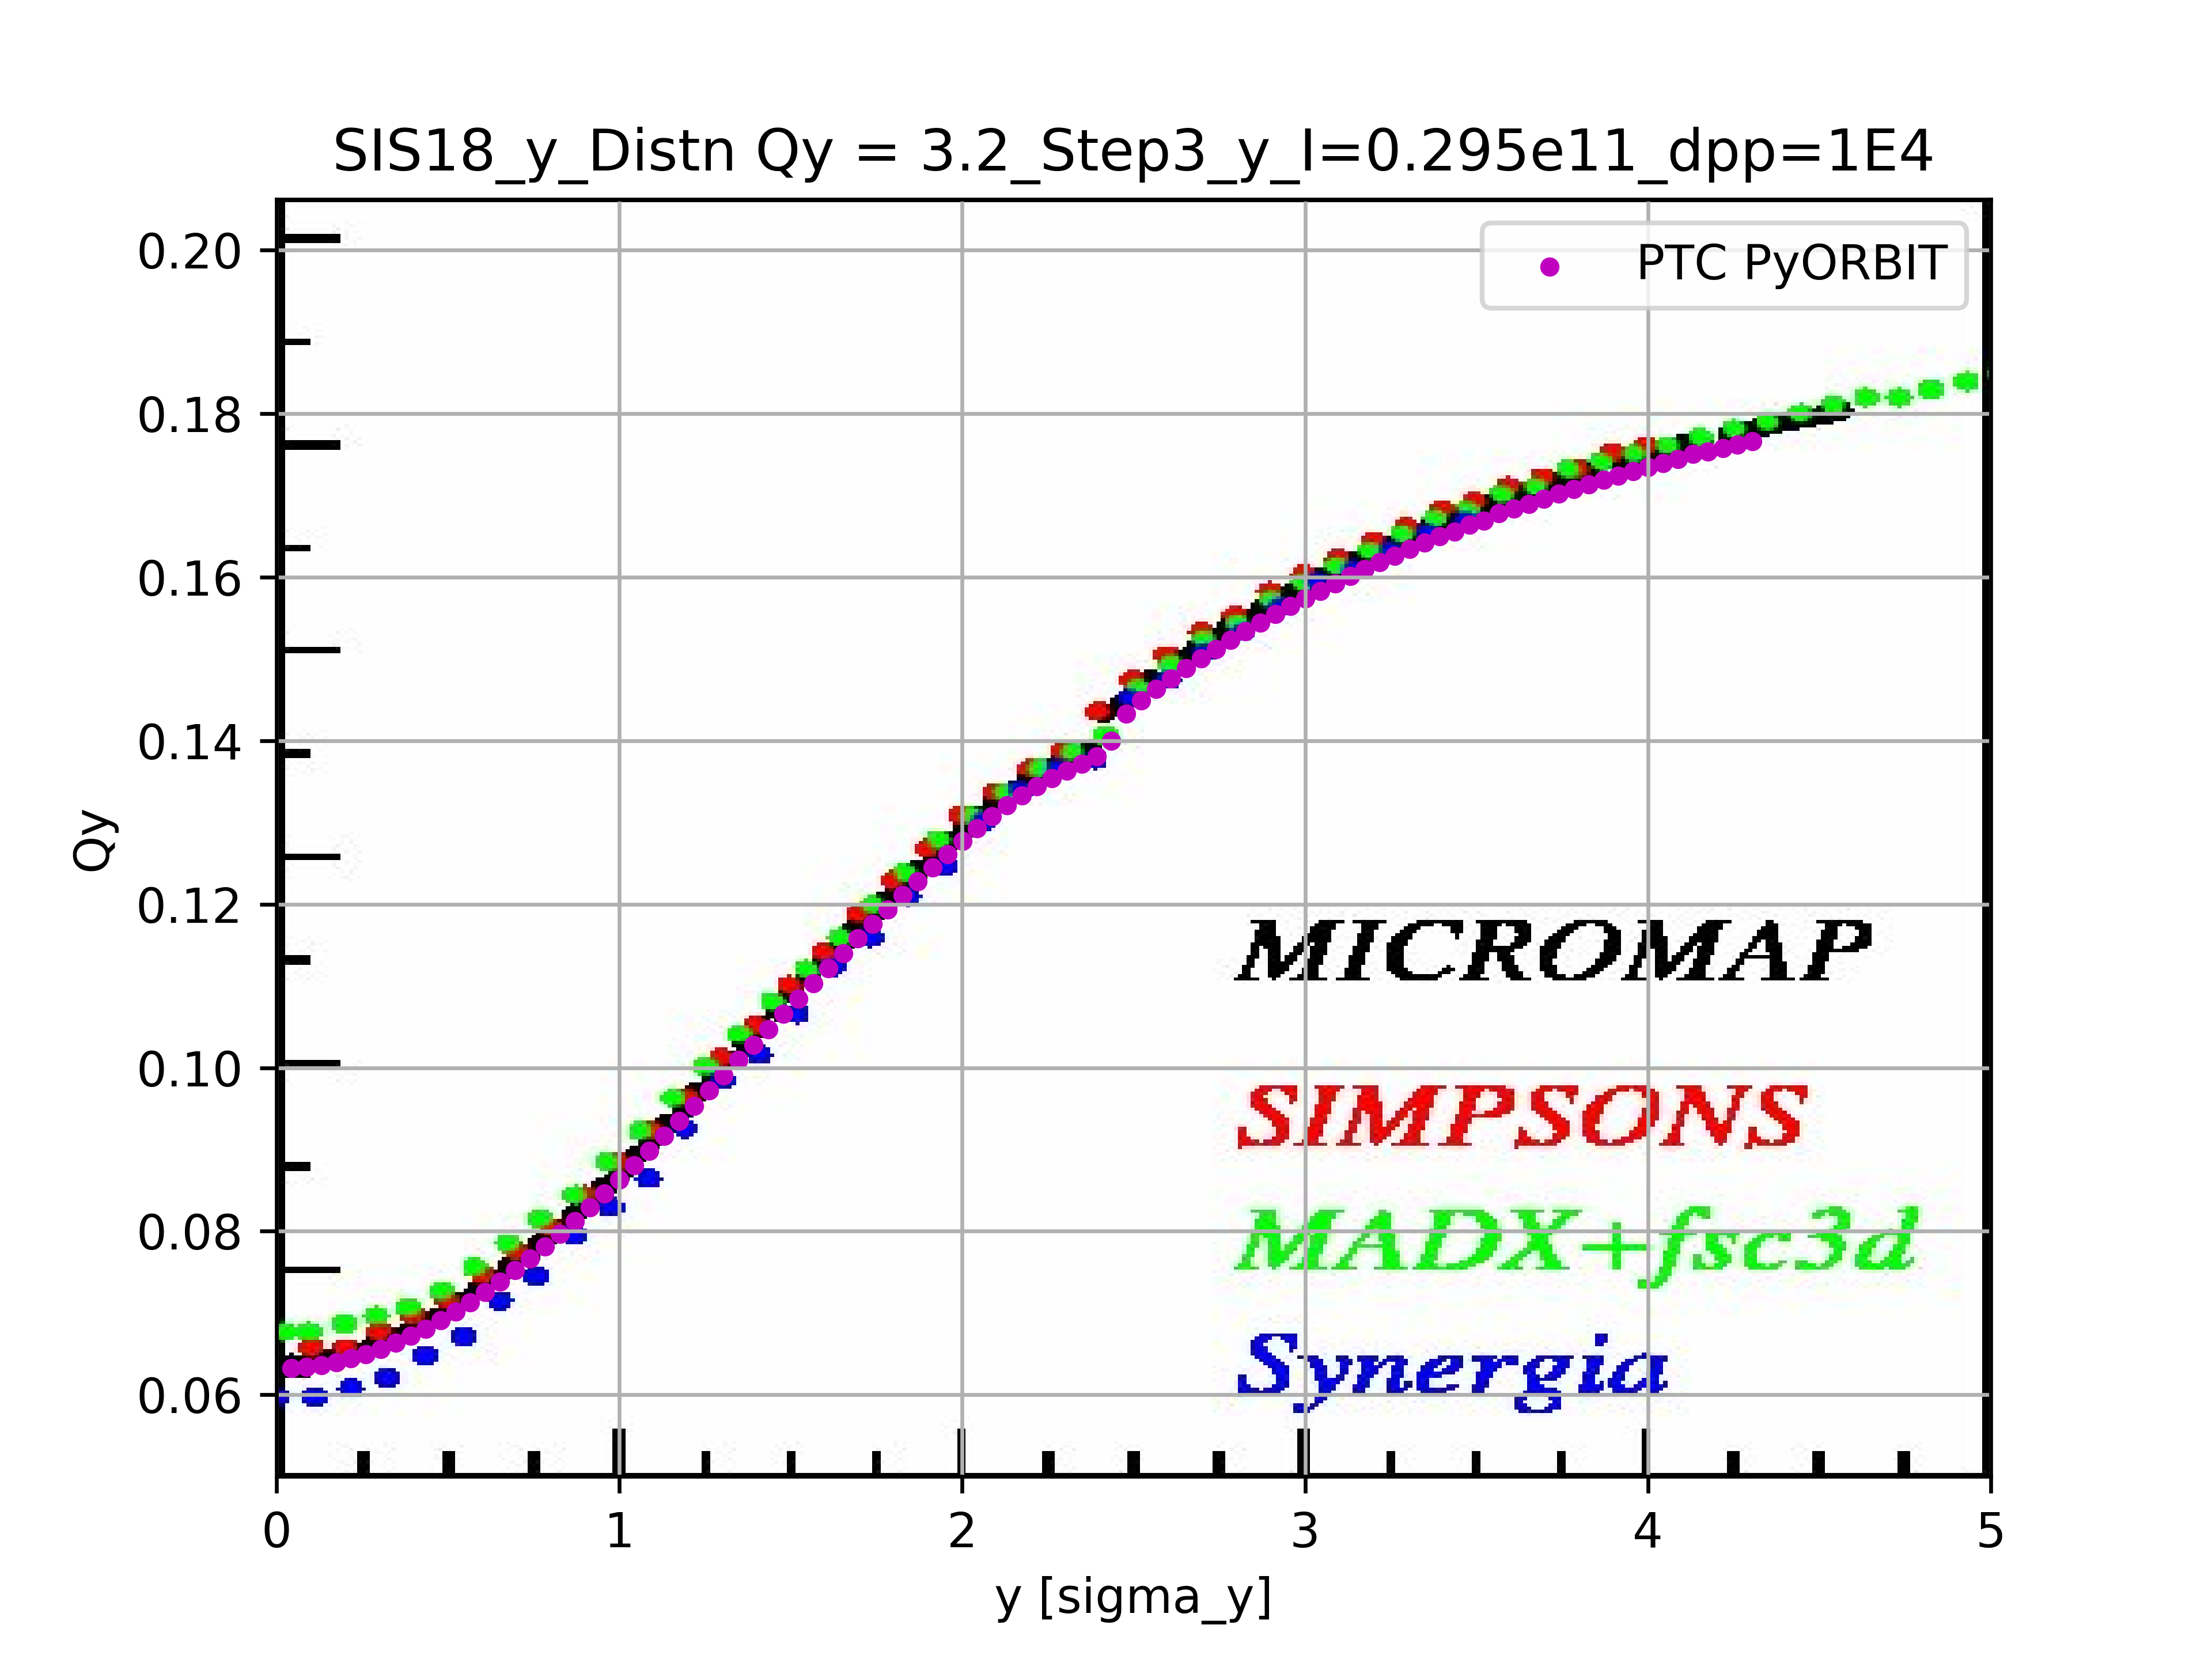 SIS18_y_Distn Qy = 3.2_Step3_y_I=0.295e11_dpp=1E4
PTC PyORBIT
0.20
0.18
0.16
0.14
0.12
0.10
0.08
0.06
Qy
MICROMAP
SIMPSONS
MADX+fsc3d
Synergia
0 1 2 3 4 5
y [sigma_y]